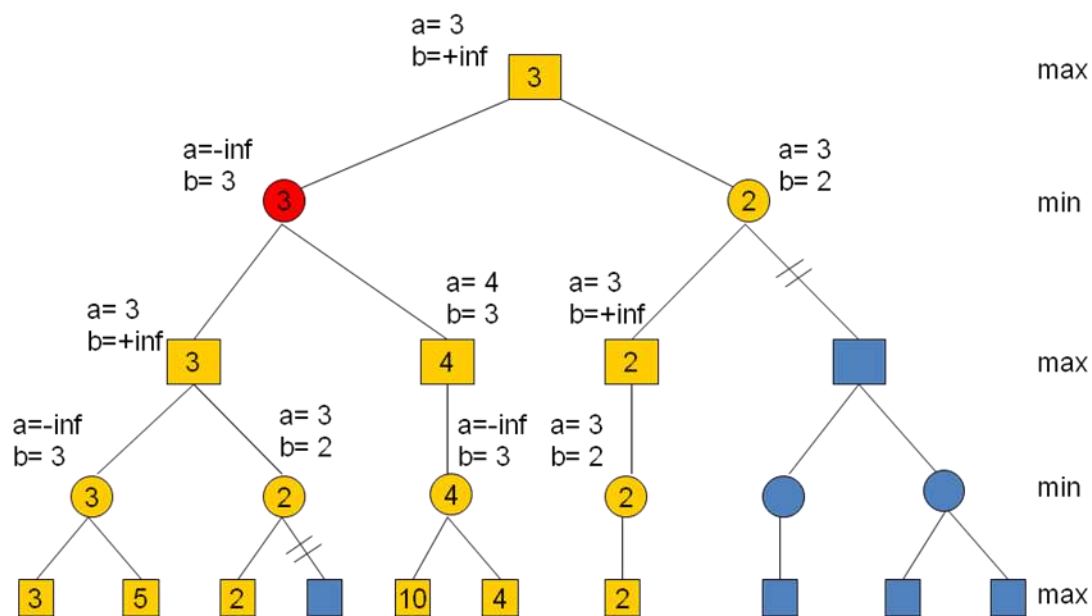 a= 3
b=+inf
3
max
a=-inf
b= 3
3
a= 3
b= 2
2
min
a= 3
b=+inf
3
a= 4
b= 3
4
a= 3
b=+inf
2
max
a=-inf
b= 3
3
a= 3
b= 2
2
a=-inf
b= 3
4
a= 3
b= 2
2
min
3
5
2
10
4
2
max